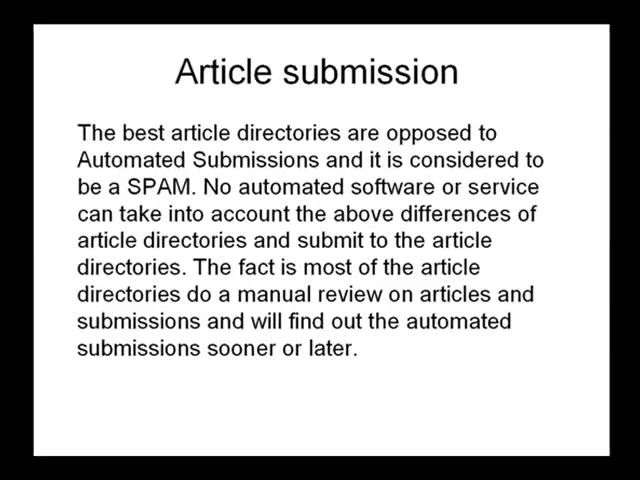 Article submission
The best article directories are opposed to
Automated Submissions and it is considered to
be a SPAM. No automated software or service
can take into account the above differences of
article directories and submit to the article
directories. The fact is most of the article
directories do a manual review on articles and
submissions and will find out the automated
submissions sooner or later.